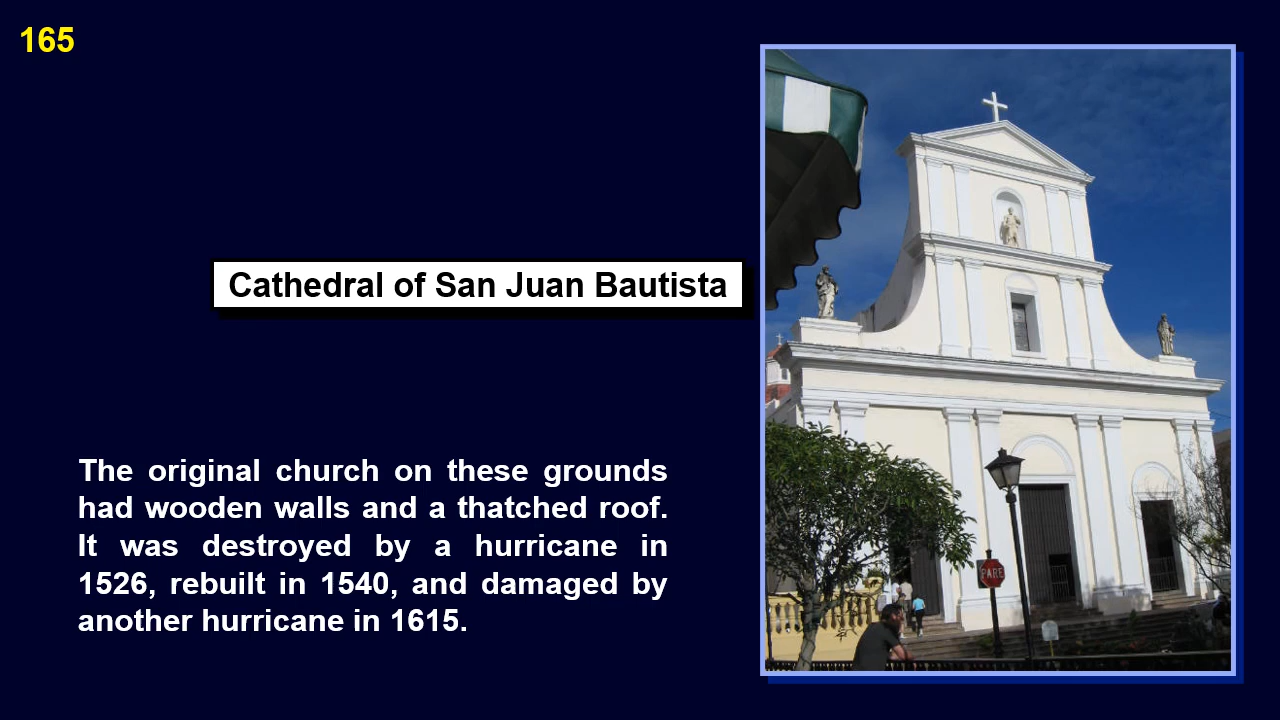 165
Cathedral of San Juan Bautista
The original church on these grounds
had wooden walls and a thatched roof.
It was destroyed by a hurricane in
1526, rebuilt in 1540, and damaged by
another hurricane in 1615.
PARE